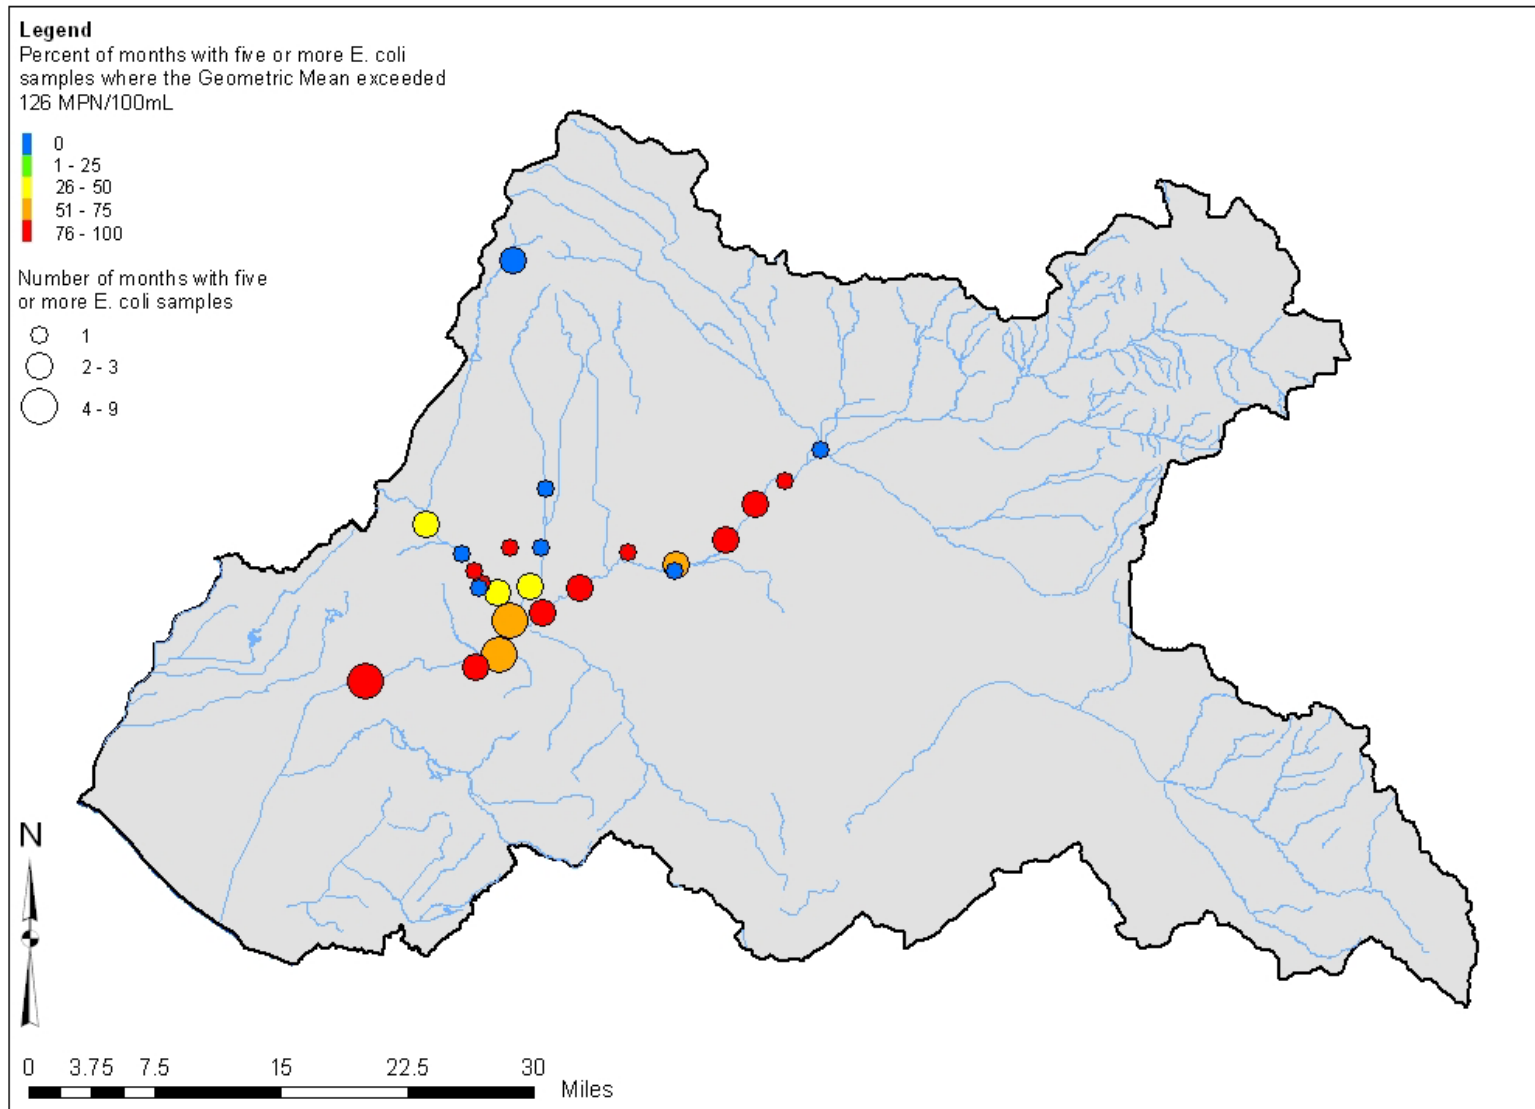 Legend
Percent of months with five or more E. coli
samples where the Geometric Mean exceeded
126 MPN/100mL
0
1 - 25
26 - 50
51 - 75
76 - 100
Number of months with five
or more E. coli samples
1
2 - 3
4 - 9
N
0 3.75 7.5 15 22.5 30
Miles